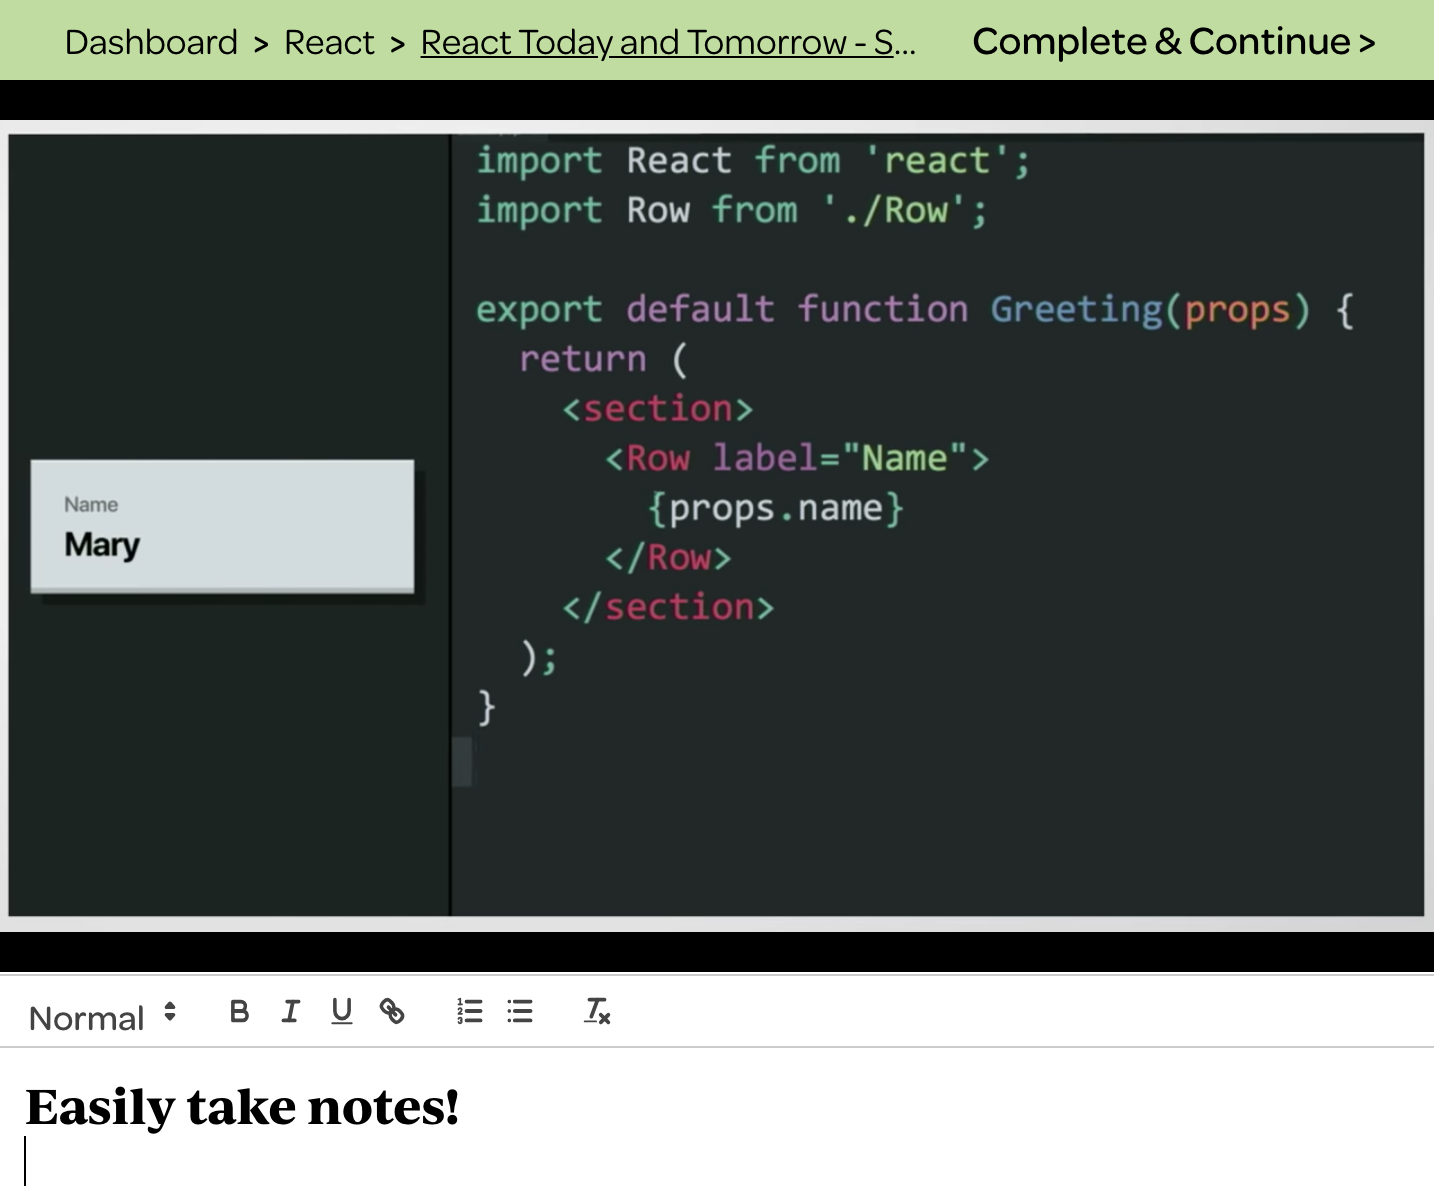 Dashboard > React > React Today and Tomorrow - S... Complete & Continue >
import React from 'react';
import Row from './Row';
export default function Greeting(props) {
return (
<section>
<Row label="Name">
{props.name}
</Row>
</section>
);
}
Name
Mary
Normal B I U
Easily take notes!